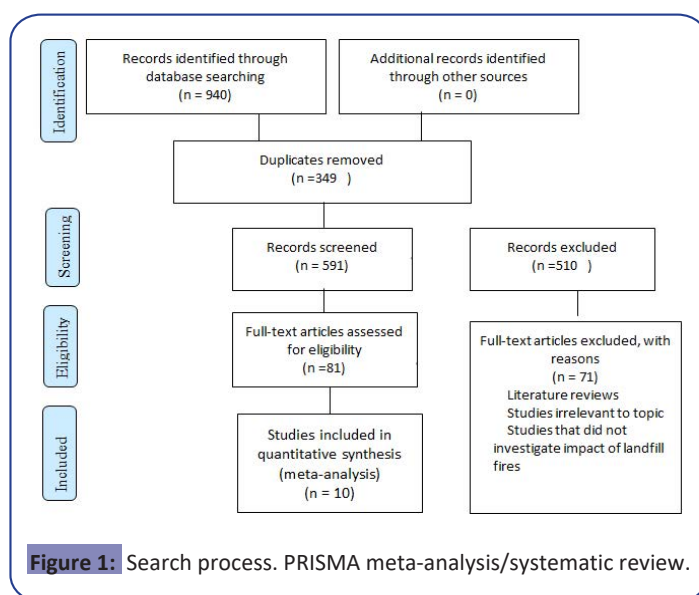 Identification
Records identified through
database searching
(n = 940)
Additional records identified
through other sources
(n = 0)
Duplicates removed
(n =349 )
Screening
Records screened
(n = 591)
Records excluded
(n =510 )
Eligibility
Full-text articles assessed
for eligibility
(n =81)
Full-text articles excluded, with
reasons
(n = 71)
Literature reviews
Studies irrelevant to topic
Studies that did not
investigate impact of landfill
fires
Included
Studies included in
quantitative synthesis
(meta-analysis)
(n = 10)
Figure 1: Search process. PRISMA meta-analysis/systematic review.